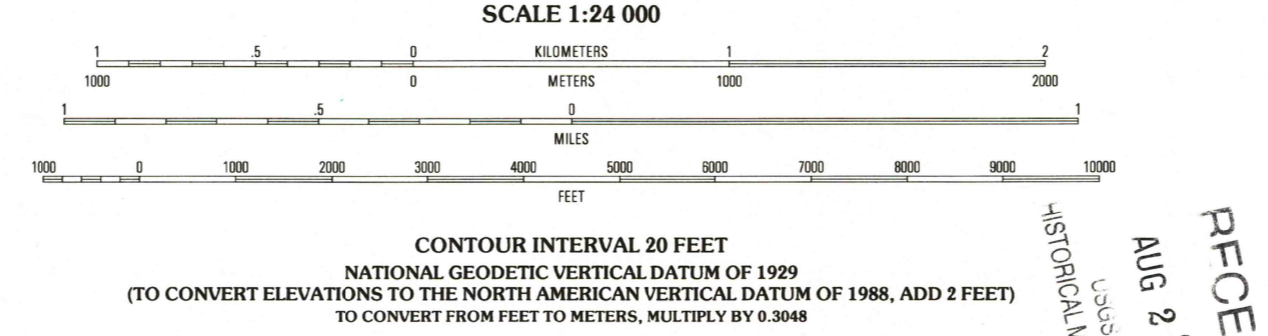 SCALE 1:24 000
1 .5 0 KILOMETERS 1 2
1000 0 METERS 1000 2000
1 .5 0 1
MILES
1000 0 1000 2000 3000 4000 5000 6000 7000 8000 9000 10000
FEET
CONTOUR INTERVAL 20 FEET
NATIONAL GEODETIC VERTICAL DATUM OF 1929
(TO CONVERT ELEVATIONS TO THE NORTH AMERICAN VERTICAL DATUM OF 1988, ADD 2 FEET)
TO CONVERT FROM FEET TO METERS, MULTIPLY BY 0.3048
RECE
AUG 2
USGS
HISTORICAL